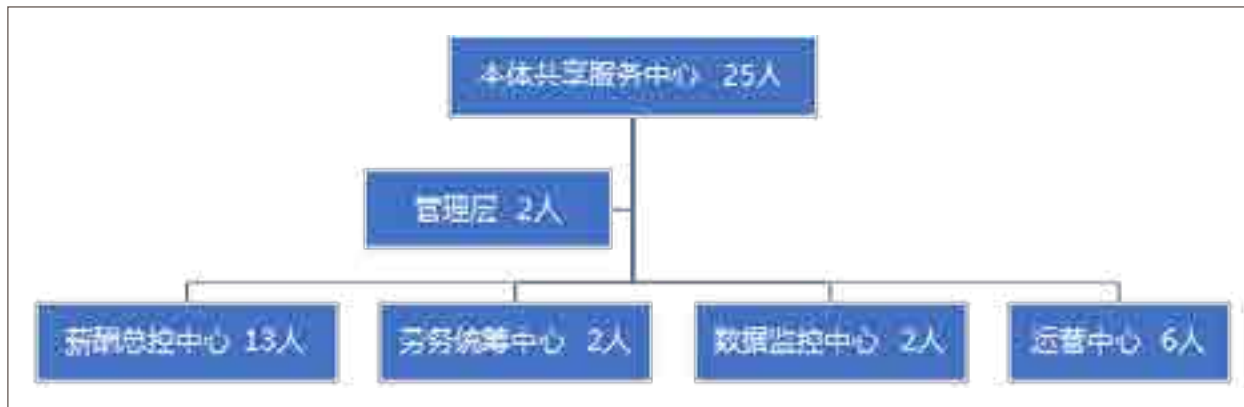 本体共享服务中心 25人
管理层 2人
薪酬总控中心 13人
劳务统筹中心 2人
数据监控中心 2人
运营中心 6人